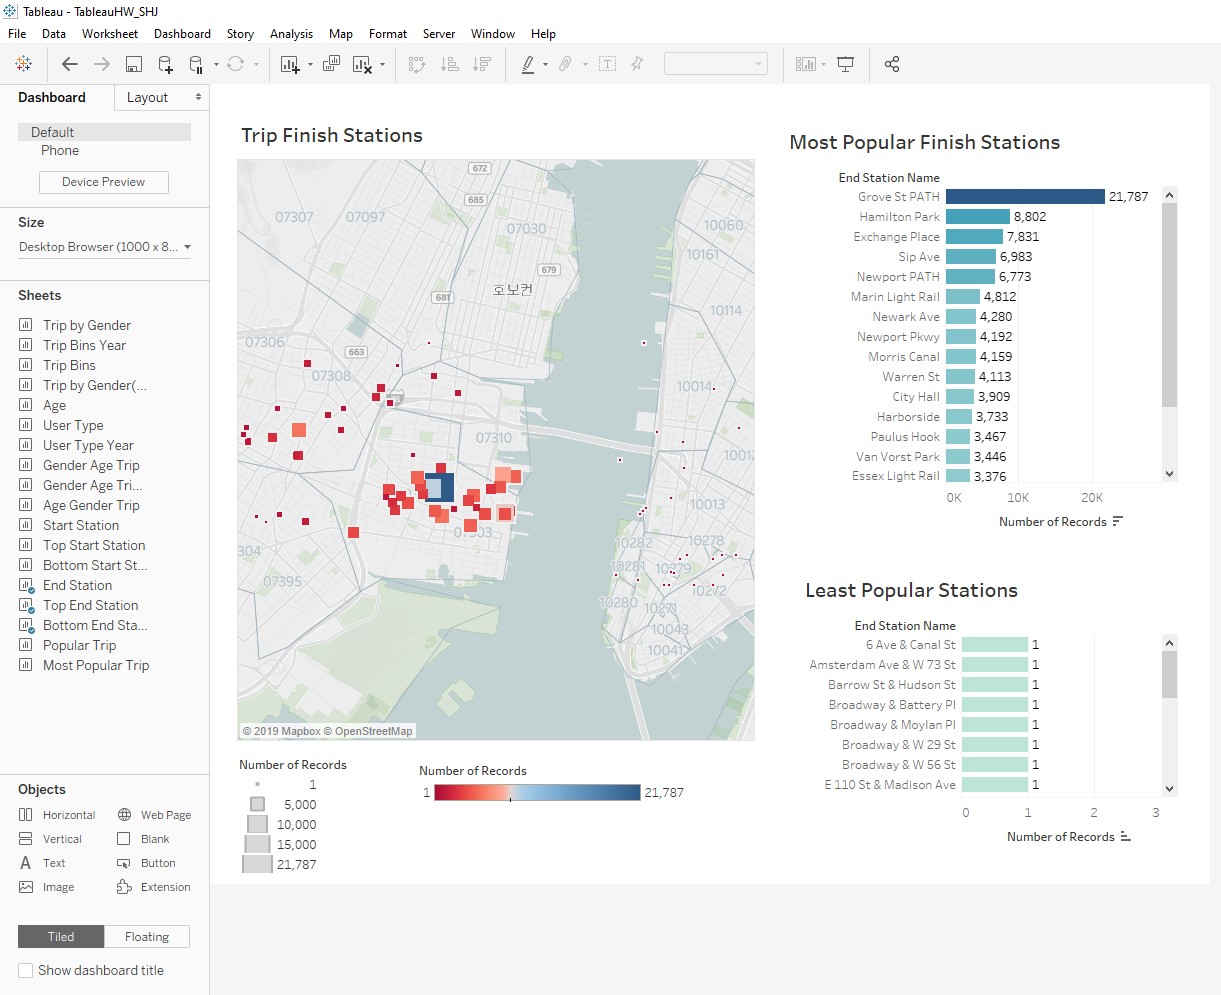 Tableau - TableauHW_SHJ
File Data Worksheet Dashboard Story Analysis Map Format Server Window Help
Dashboard Layout
Default
Phone
Device Preview
Size
Desktop Browser (1000 x 8...
Sheets
Trip by Gender
Trip Bins Year
Trip Bins
Trip by Gender(...
Age
User Type
User Type Year
Gender Age Trip
Gender Age Tri...
Age Gender Trip
Start Station
Top Start Station
Bottom Start St...
End Station
Top End Station
Bottom End Sta...
Popular Trip
Most Popular Trip
Objects
Horizontal Web Page
Vertical Blank
Text Button
Image Extension
Tiled Floating
Show dashboard title
Trip Finish Stations
672
685
07307 07097
07030
10060
10161
679
호보컨
681
10114
07306
663
07308
10014
07310
10012
10013
07303
304
10282 10278
10281 10279
07395
10272
10280 10271
10043
10041
© 2019 Mapbox © OpenStreetMap
Number of Records
1
5,000
10,000
15,000
21,787
Number of Records
1 21,787
Most Popular Finish Stations
End Station Name
Grove St PATH 21,787
Hamilton Park 8,802
Exchange Place 7,831
Sip Ave 6,983
Newport PATH 6,773
Marin Light Rail 4,812
Newark Ave 4,280
Newport Pkwy 4,192
Morris Canal 4,159
Warren St 4,113
City Hall 3,909
Harborside 3,733
Paulus Hook 3,467
Van Vorst Park 3,446
Essex Light Rail 3,376
0K 10K 20K
Number of Records
Least Popular Stations
End Station Name
6 Ave & Canal St 1
Amsterdam Ave & W 73 St 1
Barrow St & Hudson St 1
Broadway & Battery Pl 1
Broadway & Moylan Pl 1
Broadway & W 29 St 1
Broadway & W 56 St 1
E 110 St & Madison Ave 1
0 1 2 3
Number of Records